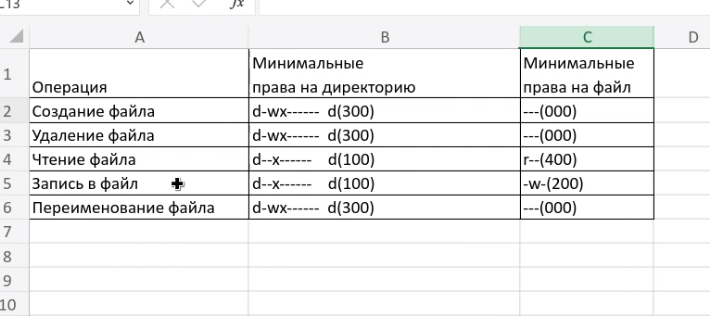 C13 fx
A B C D
1 Операция Минимальные права на директорию Минимальные права на файл
2 Создание файла d-wx------ d(300) ---(000)
3 Удаление файла d-wx------ d(300) ---(000)
4 Чтение файла d--x------ d(100) r--(400)
5 Запись в файл d--x------ d(100) -w-(200)
6 Переименование файла d-wx------ d(300) ---(000)
7
8
9
10